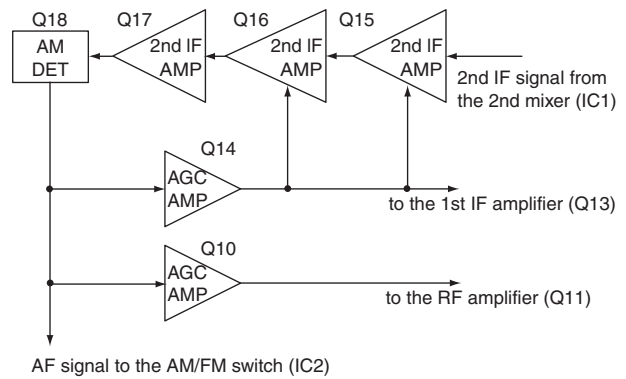 Q18
Q17
Q16
Q15
AM
DET
2nd IF
AMP
2nd IF
AMP
2nd IF
AMP
2nd IF signal from
the 2nd mixer (IC1)
Q14
AGC
AMP
to the 1st IF amplifier (Q13)
Q10
AGC
AMP
to the RF amplifier (Q11)
AF signal to the AM/FM switch (IC2)